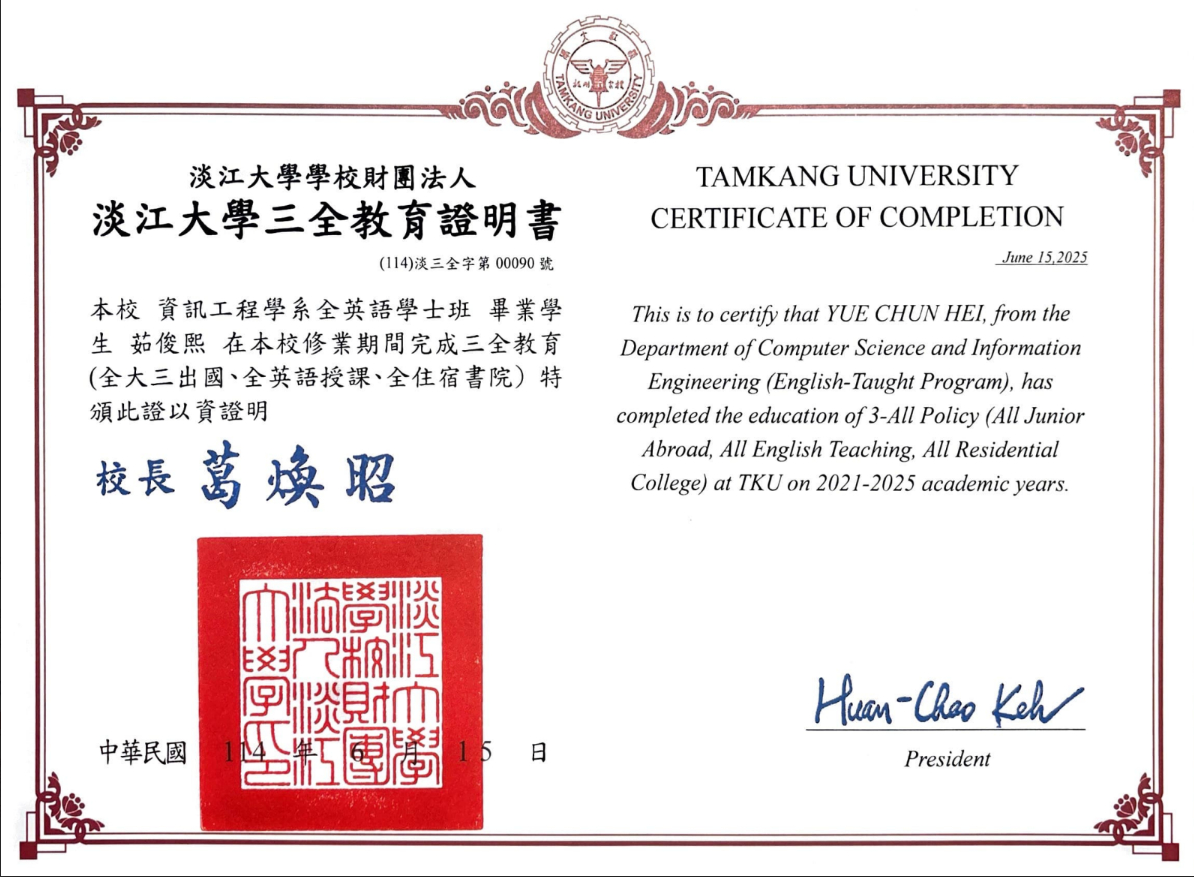 TAMKANG UNIVERSITY
淡江大學學校財團法人
淡江大學三全教育證明書
(114)淡三全字第 00090 號
本校 資訊工程學系全英語學士班 畢業學
生 茹俊熙 在本校修業期間完成三全教育
(全大三出國、全英語授課、全住宿書院）特
頒此證以資證明
校長 葛煥昭
淡江大學
學校財團
法人淡江
大學印
中華民國 114 年 6 月 15 日
TAMKANG UNIVERSITY
CERTIFICATE OF COMPLETION
June 15,2025
This is to certify that YUE CHUN HEI, from the
Department of Computer Science and Information
Engineering (English-Taught Program), has
completed the education of 3-All Policy (All Junior
Abroad, All English Teaching, All Residential
College) at TKU on 2021-2025 academic years.
Huan-Chao Keh
President